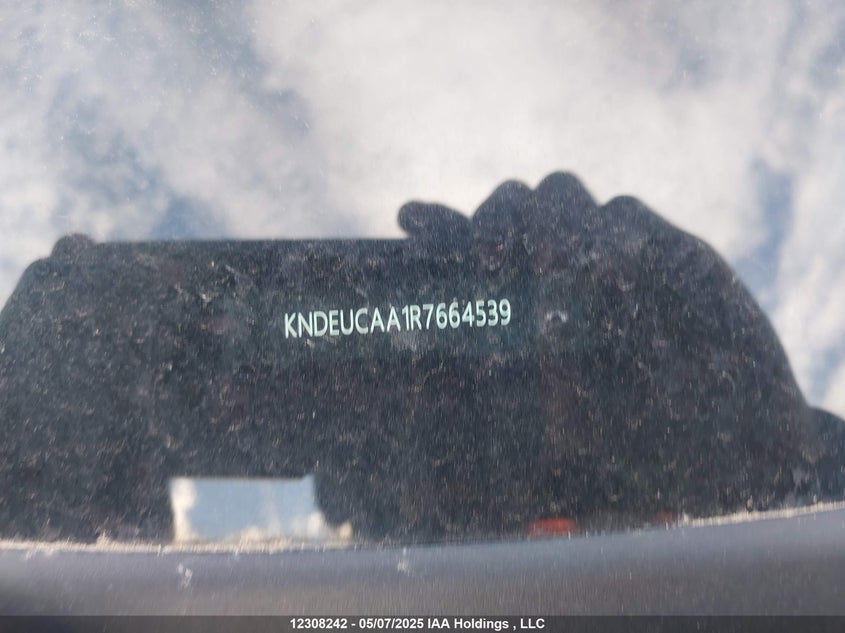 KNDEUCAA1R7664539
12308242 - 05/07/2025 IAA Holdings , LLC